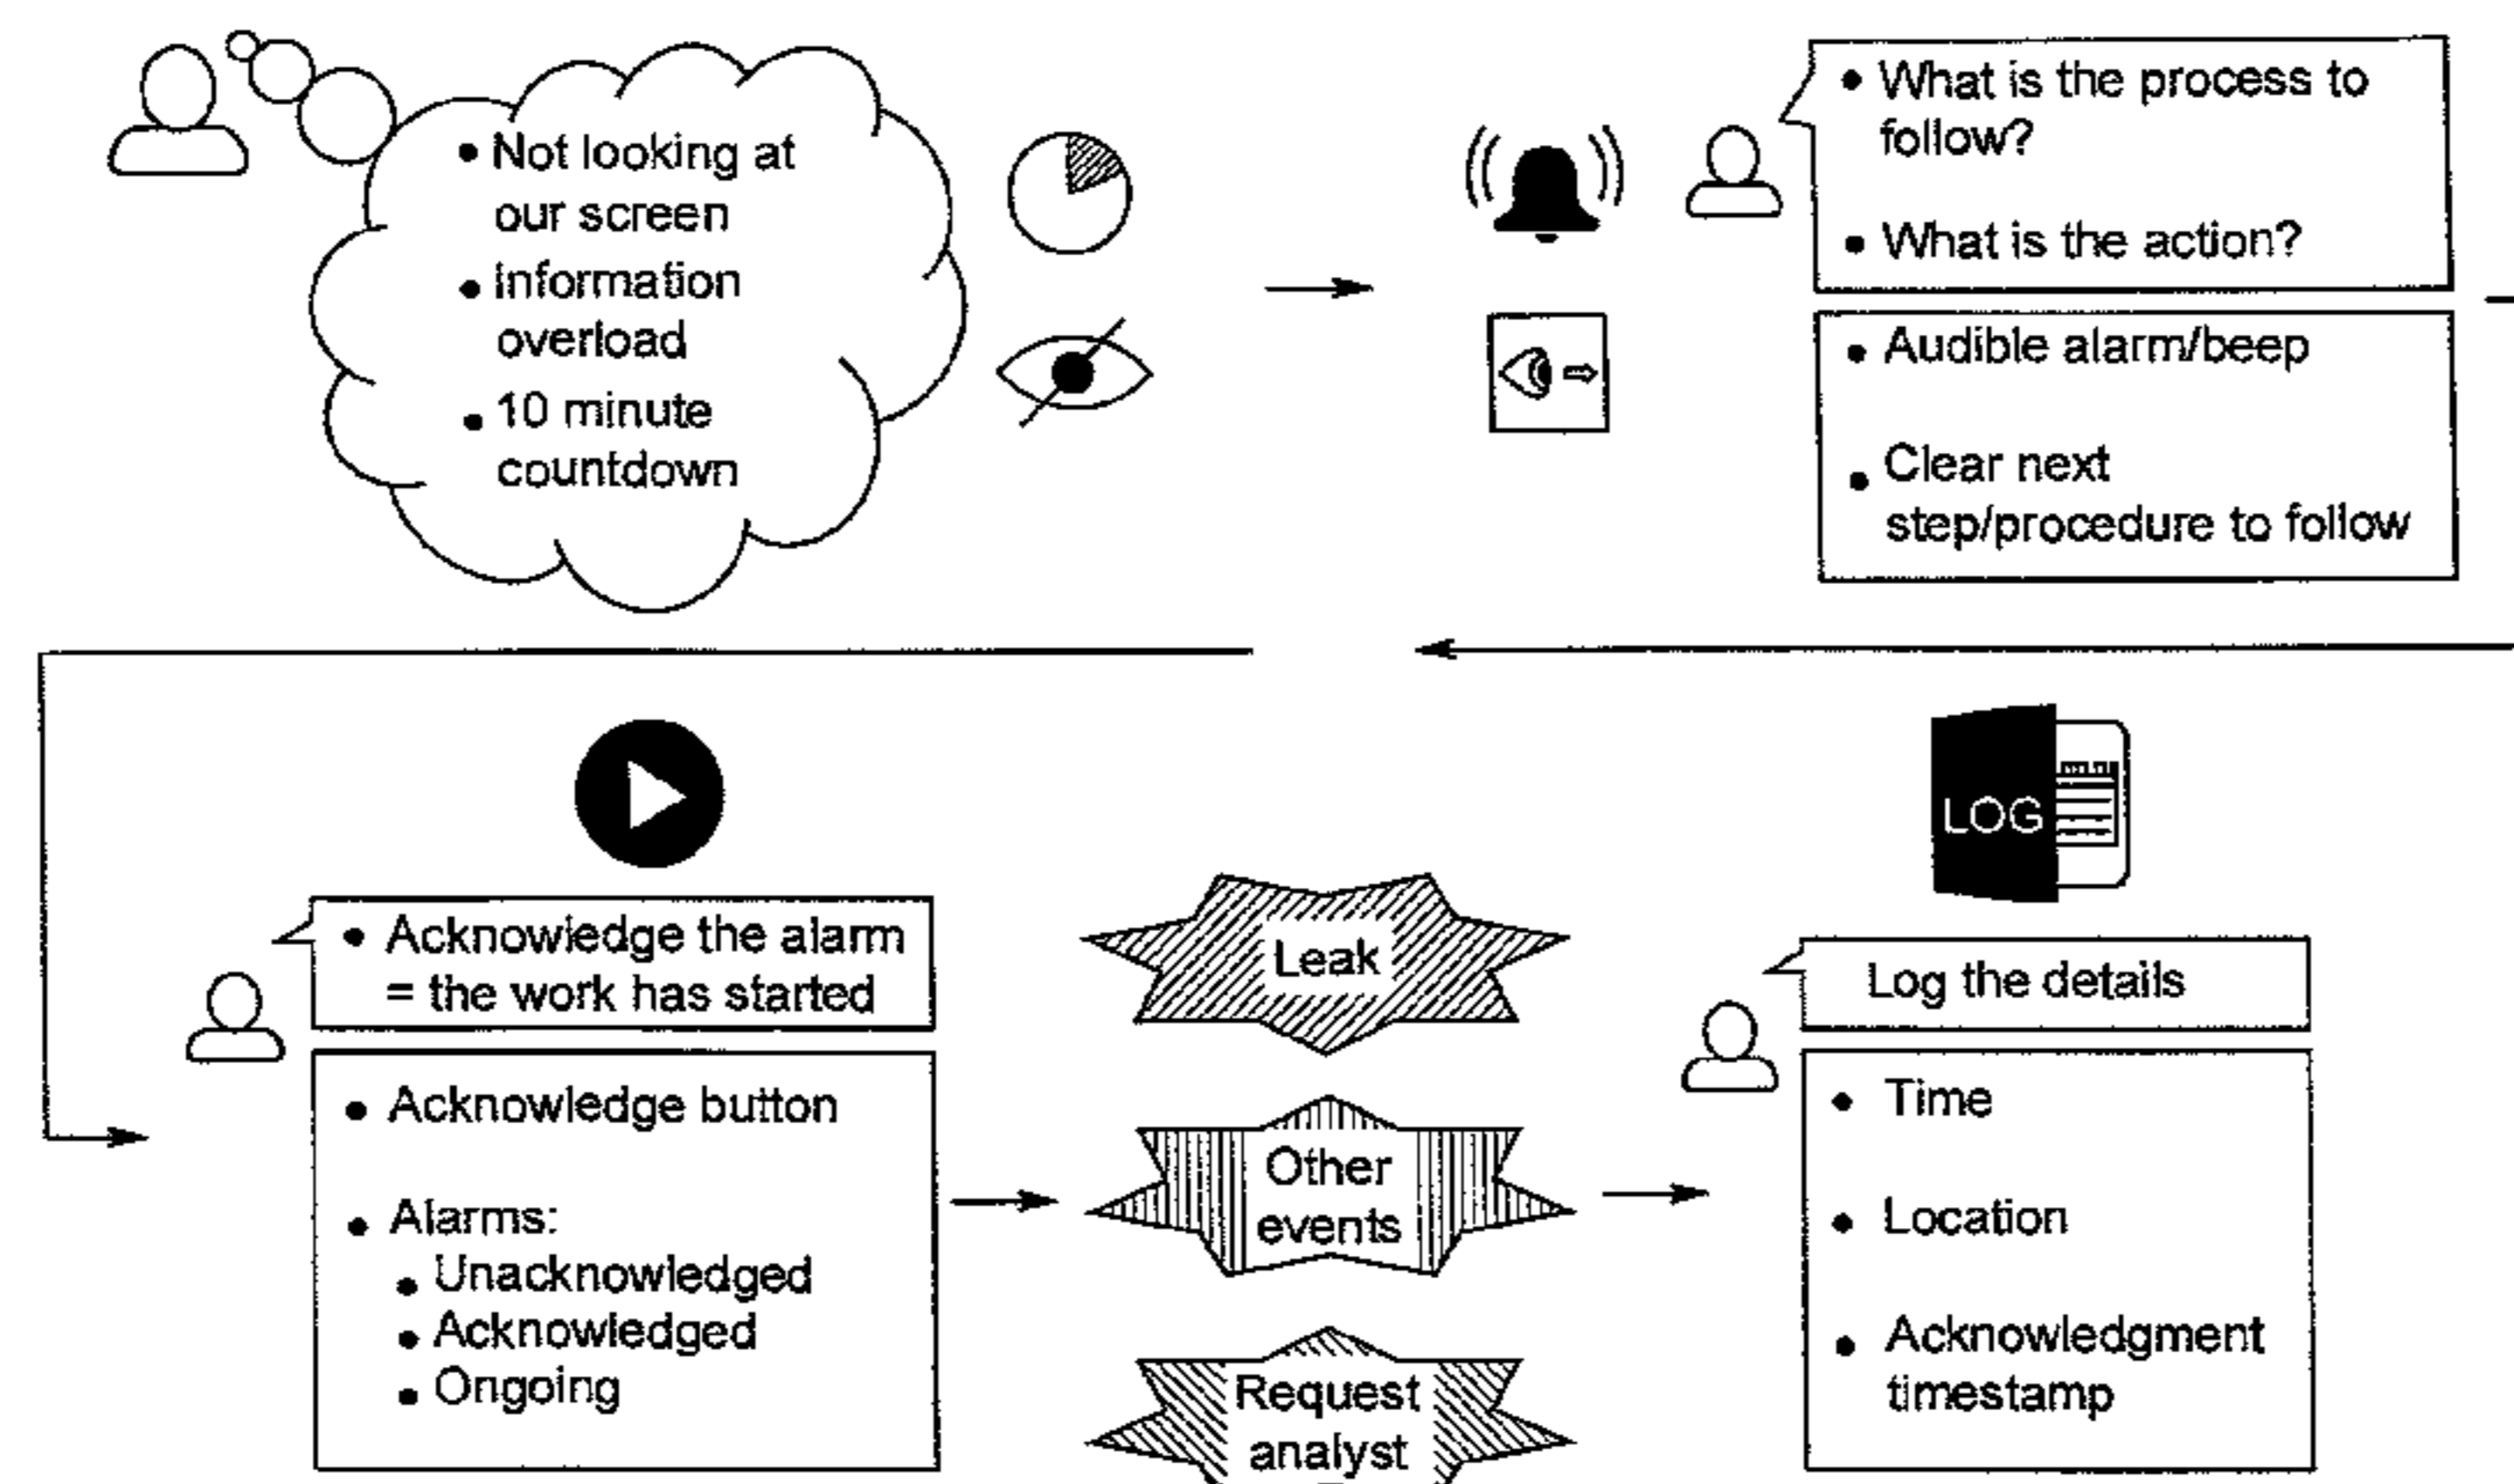 • Not looking at
our screen
• Information
overload
• 10 minute
countdown
• What is the process to
follow?
• What is the action?
• Audible alarm/beep
• Clear next
step/procedure to follow
• Acknowledge the alarm
= the work has started
• Acknowledge button
• Alarms:
• Unacknowledged
• Acknowledged
• Ongoing
Leak
Other
events
Request
analyst
LOG
Log the details
• Time
• Location
• Acknowledgment
timestamp